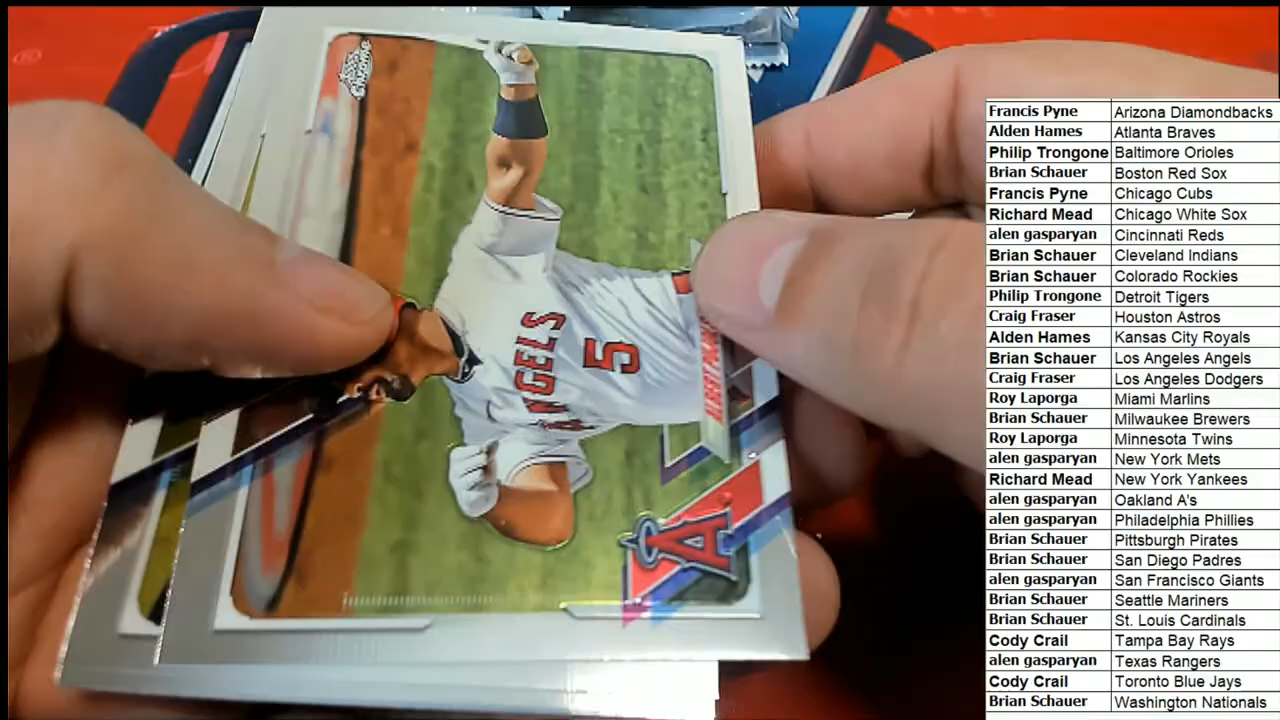 Chrome
ANGELS
5
ALBERT
A
Francis Pyne Arizona Diamondbacks
Alden Hames Atlanta Braves
Philip Trongone Baltimore Orioles
Brian Schauer Boston Red Sox
Francis Pyne Chicago Cubs
Richard Mead Chicago White Sox
alen gasparyan Cincinnati Reds
Brian Schauer Cleveland Indians
Brian Schauer Colorado Rockies
Philip Trongone Detroit Tigers
Craig Fraser Houston Astros
Alden Hames Kansas City Royals
Brian Schauer Los Angeles Angels
Craig Fraser Los Angeles Dodgers
Roy Laporga Miami Marlins
Brian Schauer Milwaukee Brewers
Roy Laporga Minnesota Twins
alen gasparyan New York Mets
Richard Mead New York Yankees
alen gasparyan Oakland A's
alen gasparyan Philadelphia Phillies
Brian Schauer Pittsburgh Pirates
Brian Schauer San Diego Padres
alen gasparyan San Francisco Giants
Brian Schauer Seattle Mariners
Brian Schauer St. Louis Cardinals
Cody Crail Tampa Bay Rays
alen gasparyan Texas Rangers
Cody Crail Toronto Blue Jays
Brian Schauer Washington Nationals